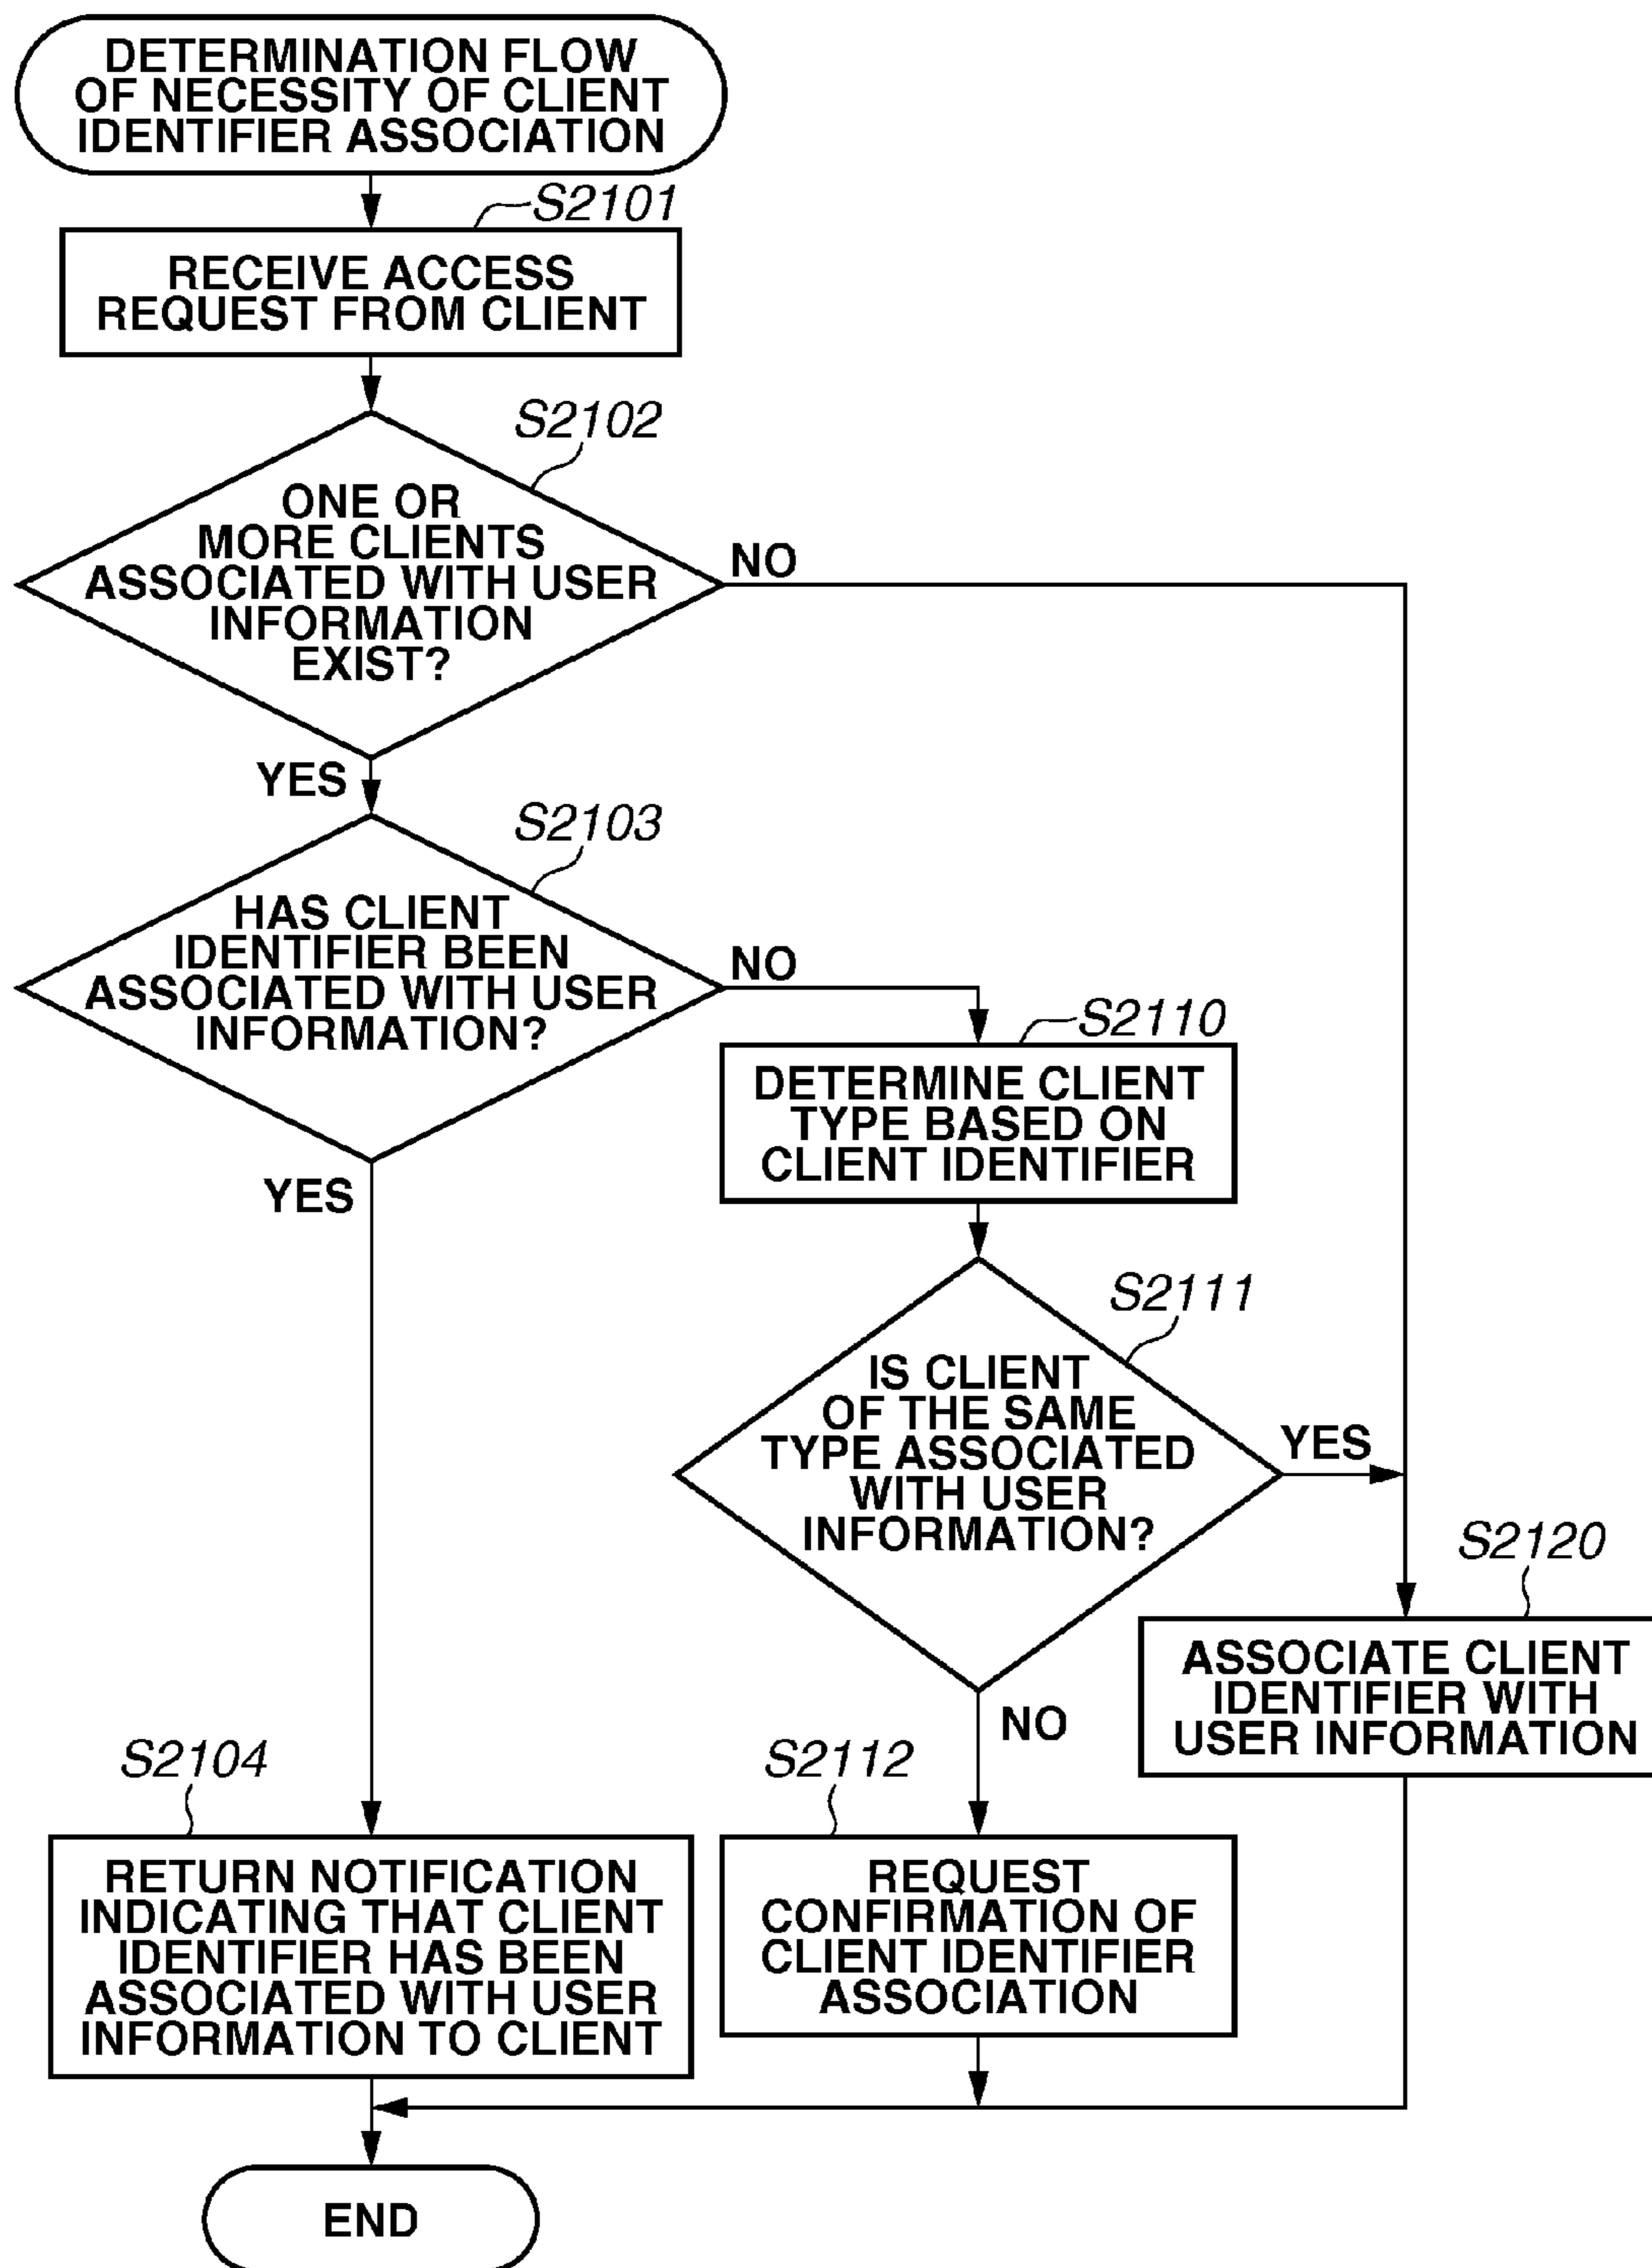 DETERMINATION FLOW
OF NECESSITY OF CLIENT
IDENTIFIER ASSOCIATION
S2101
RECEIVE ACCESS
REQUEST FROM CLIENT
S2102
ONE OR
MORE CLIENTS
ASSOCIATED WITH USER
INFORMATION
EXIST?
NO
YES
S2103
HAS CLIENT
IDENTIFIER BEEN
ASSOCIATED WITH USER
INFORMATION?
NO
YES
S2110
DETERMINE CLIENT
TYPE BASED ON
CLIENT IDENTIFIER
S2111
IS CLIENT
OF THE SAME
TYPE ASSOCIATED
WITH USER
INFORMATION?
YES
NO
S2120
ASSOCIATE CLIENT
IDENTIFIER WITH
USER INFORMATION
S2104
RETURN NOTIFICATION
INDICATING THAT CLIENT
IDENTIFIER HAS BEEN
ASSOCIATED WITH USER
INFORMATION TO CLIENT
S2112
REQUEST
CONFIRMATION OF
CLIENT IDENTIFIER
ASSOCIATION
END